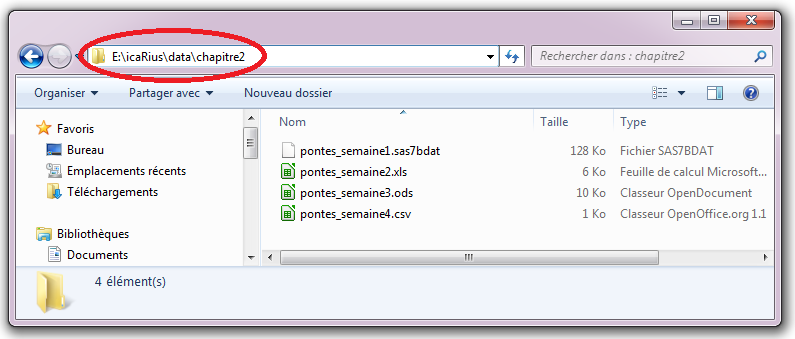 E:\icaRius\data\chapitre2
Rechercher dans : chapitre2
Organiser Partager avec Nouveau dossier
Favoris
Bureau
Emplacements récents
Téléchargements
Bibliothèques
Documents
Nom Taille Type
pontes_semaine1.sas7bdat 128 Ko Fichier SAS7BDAT
pontes_semaine2.xls 6 Ko Feuille de calcul Microsoft...
pontes_semaine3.ods 10 Ko Classeur OpenDocument
pontes_semaine4.csv 1 Ko Classeur OpenOffice.org 1.1
4 élément(s)